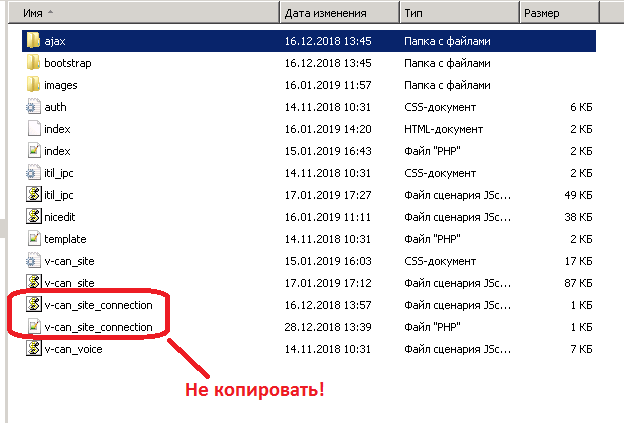 Имя Дата изменения Тип Размер
ajax 16.12.2018 13:45 Папка с файлами
bootstrap 16.12.2018 13:45 Папка с файлами
images 16.01.2019 11:57 Папка с файлами
auth 14.11.2018 10:31 CSS-документ 6 КБ
index 16.01.2019 14:20 HTML-документ 2 КБ
index 15.01.2019 16:43 Файл "PHP" 2 КБ
itil_ipc 14.11.2018 10:31 CSS-документ 2 КБ
itil_ipc 17.01.2019 17:27 Файл сценария JSc... 49 КБ
nicedit 16.01.2019 11:11 Файл сценария JSc... 38 КБ
template 14.11.2018 10:31 Файл "PHP" 2 КБ
v-can_site 15.01.2019 16:03 CSS-документ 17 КБ
v-can_site 17.01.2019 17:12 Файл сценария JSc... 87 КБ
v-can_site_connection 16.12.2018 13:57 Файл сценария JSc... 1 КБ
v-can_site_connection 28.12.2018 13:39 Файл "PHP" 1 КБ
v-can_voice 14.11.2018 10:31 Файл сценария JSc... 7 КБ
Не копировать!